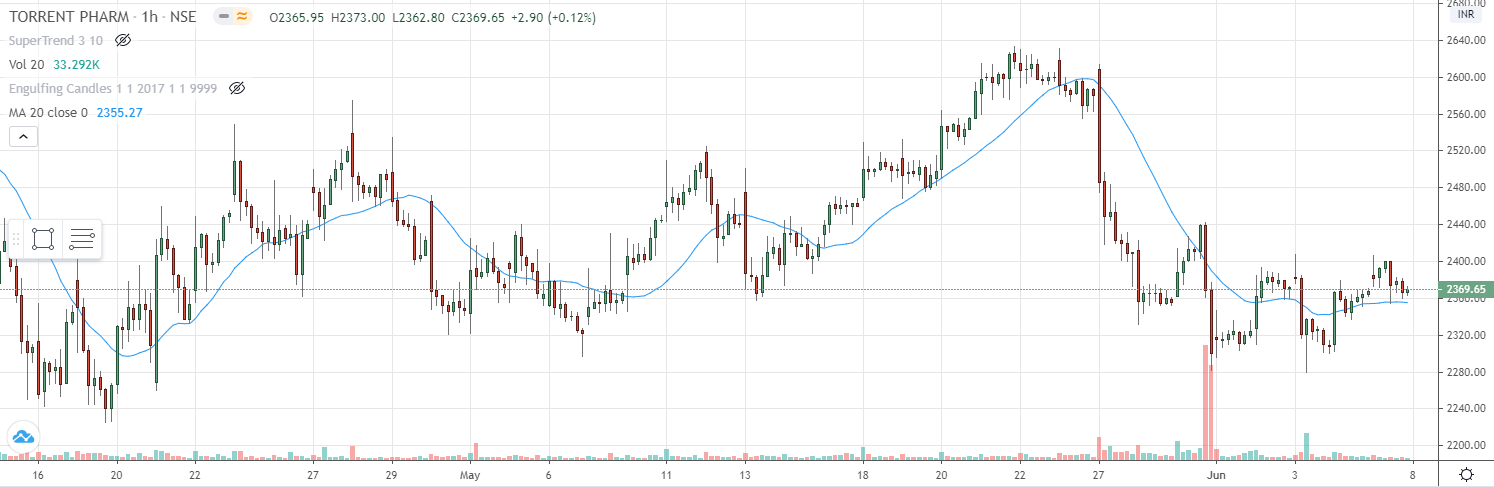 TORRENT PHARM · 1h · NSE O2365.95 H2373.00 L2362.80 C2369.65 +2.90 (+0.12%)
SuperTrend 3 10
Vol 20 33.292K
Engulfing Candles 1 1 2017 1 1 9999
MA 20 close 0 2355.27
2680.00
INR
2640.00
2600.00
2560.00
2520.00
2480.00
2440.00
2400.00
2369.65
2360.00
2320.00
2280.00
2240.00
2200.00
16 20 22 27 29 May 6 11 13 18 20 22 27 Jun 3 8